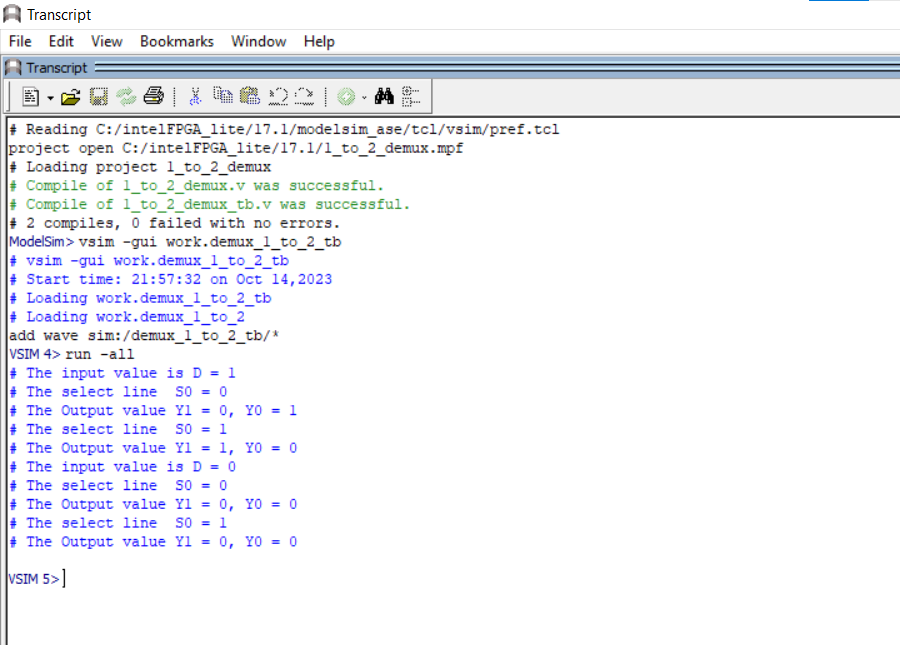 Transcript
File Edit View Bookmarks Window Help
Transcript
# Reading C:/intelFPGA_lite/17.1/modelsim_ase/tcl/vsim/pref.tcl
project open C:/intelFPGA_lite/17.1/1_to_2_demux.mpf
# Loading project 1_to_2_demux
# Compile of 1_to_2_demux.v was successful.
# Compile of 1_to_2_demux_tb.v was successful.
# 2 compiles, 0 failed with no errors.
ModelSim> vsim -gui work.demux_1_to_2_tb
# vsim -gui work.demux_1_to_2_tb
# Start time: 21:57:32 on Oct 14,2023
# Loading work.demux_1_to_2_tb
# Loading work.demux_1_to_2
add wave sim:/demux_1_to_2_tb/*
VSIM 4> run -all
# The input value is D = 1
# The select line  S0 = 0
# The Output value Y1 = 0, Y0 = 1
# The select line  S0 = 1
# The Output value Y1 = 1, Y0 = 0
# The input value is D = 0
# The select line  S0 = 0
# The Output value Y1 = 0, Y0 = 0
# The select line  S0 = 1
# The Output value Y1 = 0, Y0 = 0
VSIM 5>